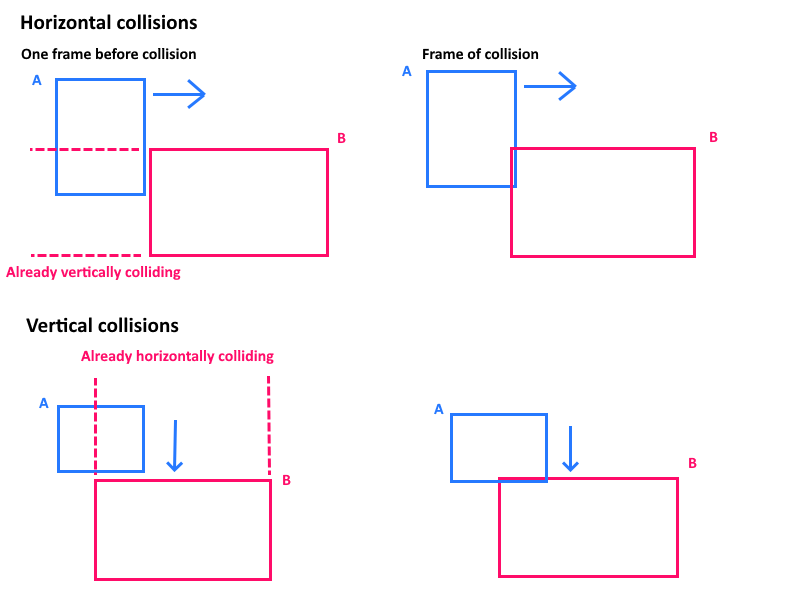 Horizontal collisions
One frame before collision
Frame of collision
A
A
B
B
Already vertically colliding
Vertical collisions
Already horizontally colliding
A
A
B
B